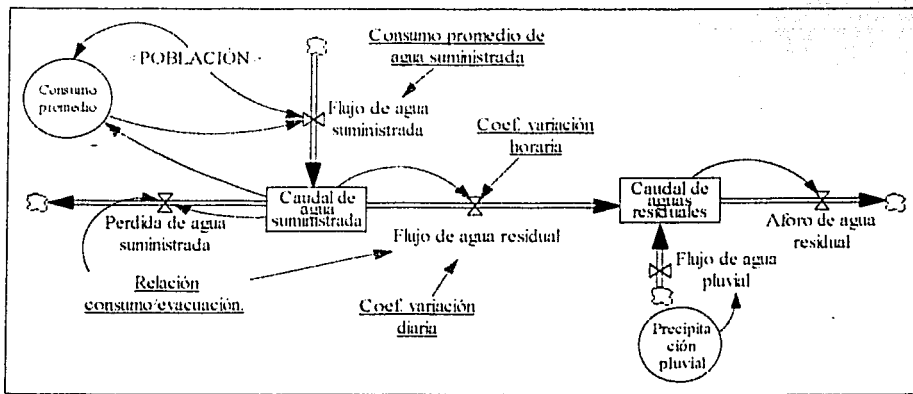 <POBLACIÓN>
Consumo
promedio
Consumo promedio de
agua suministrada
Flujo de agua
suministrada
Coef. variación
horaria
Caudal de
agua
suministrada
Caudal de
aguas
residuales
Perdida de agua
suministrada
Flujo de agua residual
Aforo de agua
residual
Relación
consumo/evacuación.
Coef. variación
diaria
Flujo de agua
pluvial
Precipita
ción
pluvial